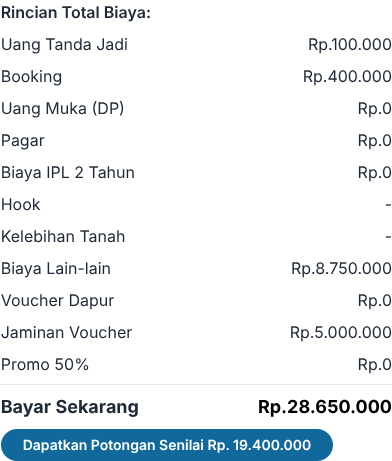 Rincian Total Biaya:
Uang Tanda Jadi Rp.100.000
Booking Rp.400.000
Uang Muka (DP) Rp.0
Pagar Rp.0
Biaya IPL 2 Tahun Rp.0
Hook -
Kelebihan Tanah -
Biaya Lain-lain Rp.8.750.000
Voucher Dapur Rp.0
Jaminan Voucher Rp.5.000.000
Promo 50% Rp.0
Bayar Sekarang Rp.28.650.000
Dapatkan Potongan Senilai Rp. 19.400.000